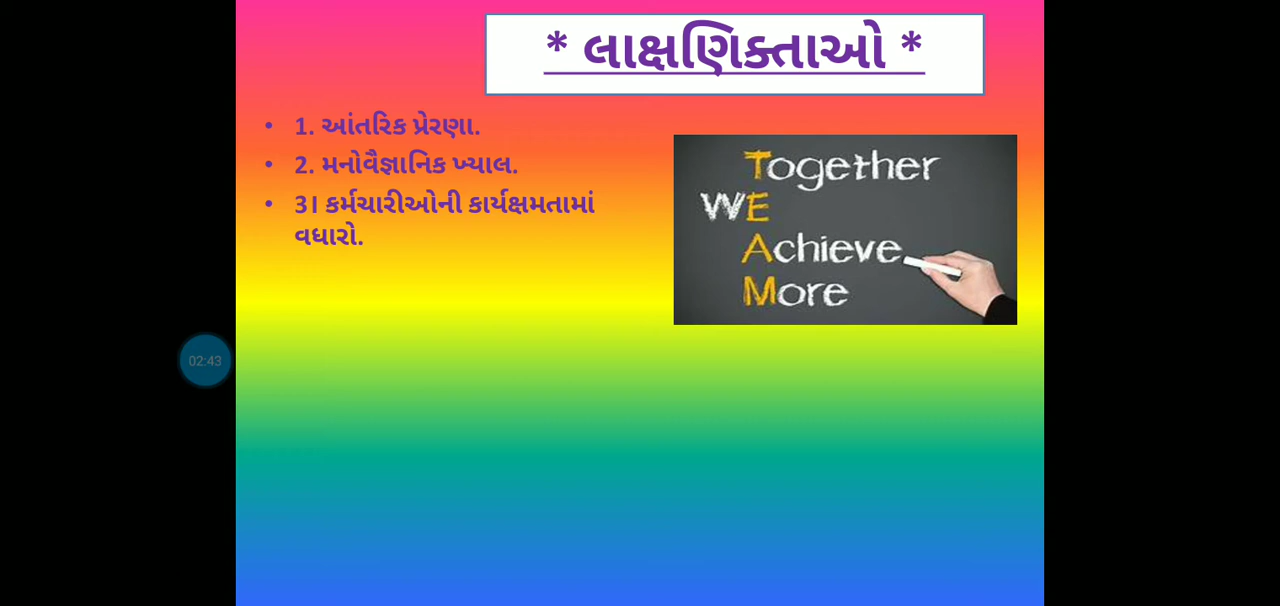 * લાક્ષણિક્તાઓ *
• 1. આંતરિક પ્રેરણા.
• 2. મનોવૈજ્ઞાનિક ખ્યાલ.
• 3। કર્મચારીઓની કાર્યક્ષમતામાં
વધારો.
Together
WE
Achieve
More
02:43